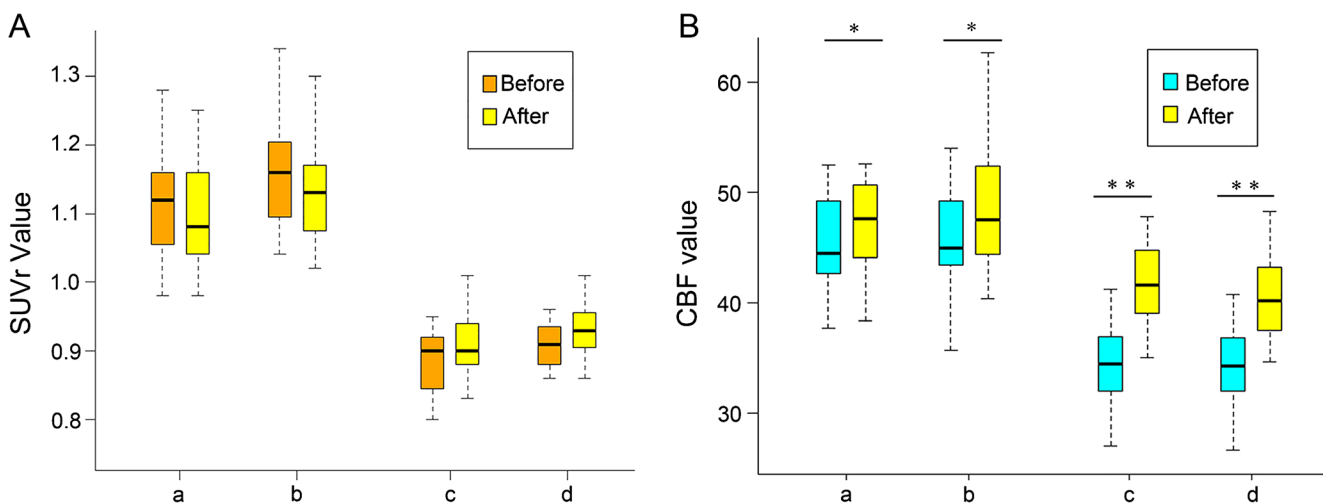 A
SUVr Value
1.3
1.2
1.1
1.0
0.9
0.8
Before
After
a
b
c
d
B
CBF value
60
50
40
30
*
*
**
**
Before
After
a
b
c
d